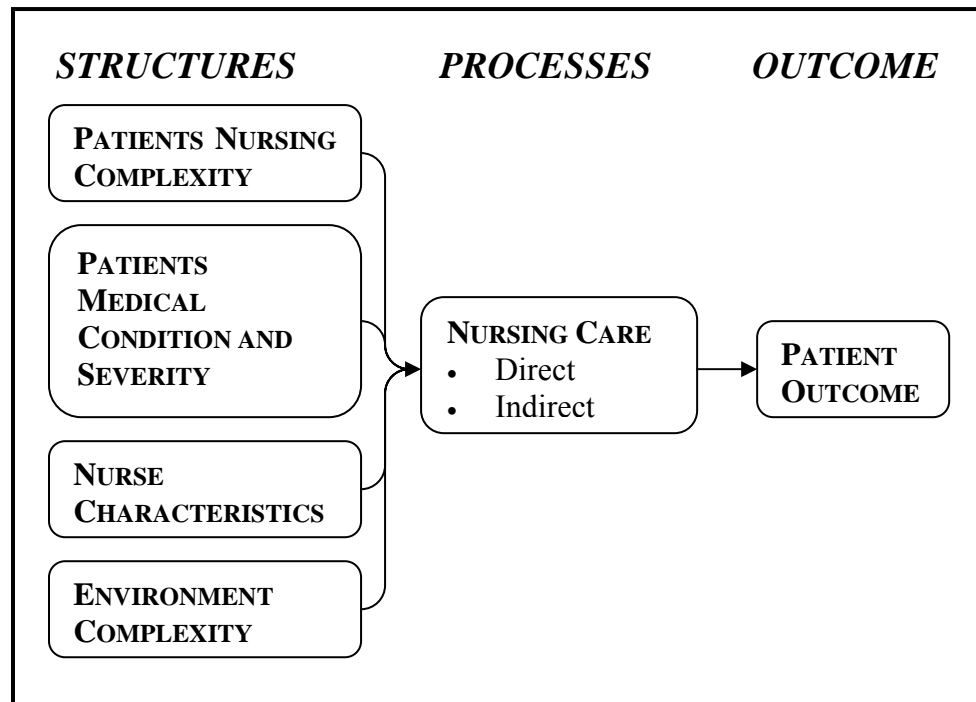 STRUCTURES PROCESSES OUTCOME
PATIENTS NURSING
COMPLEXITY
PATIENTS
MEDICAL
CONDITION AND
SEVERITY
NURSE
CHARACTERISTICS
ENVIRONMENT
COMPLEXITY
NURSING CARE
• Direct
• Indirect
PATIENT
OUTCOME